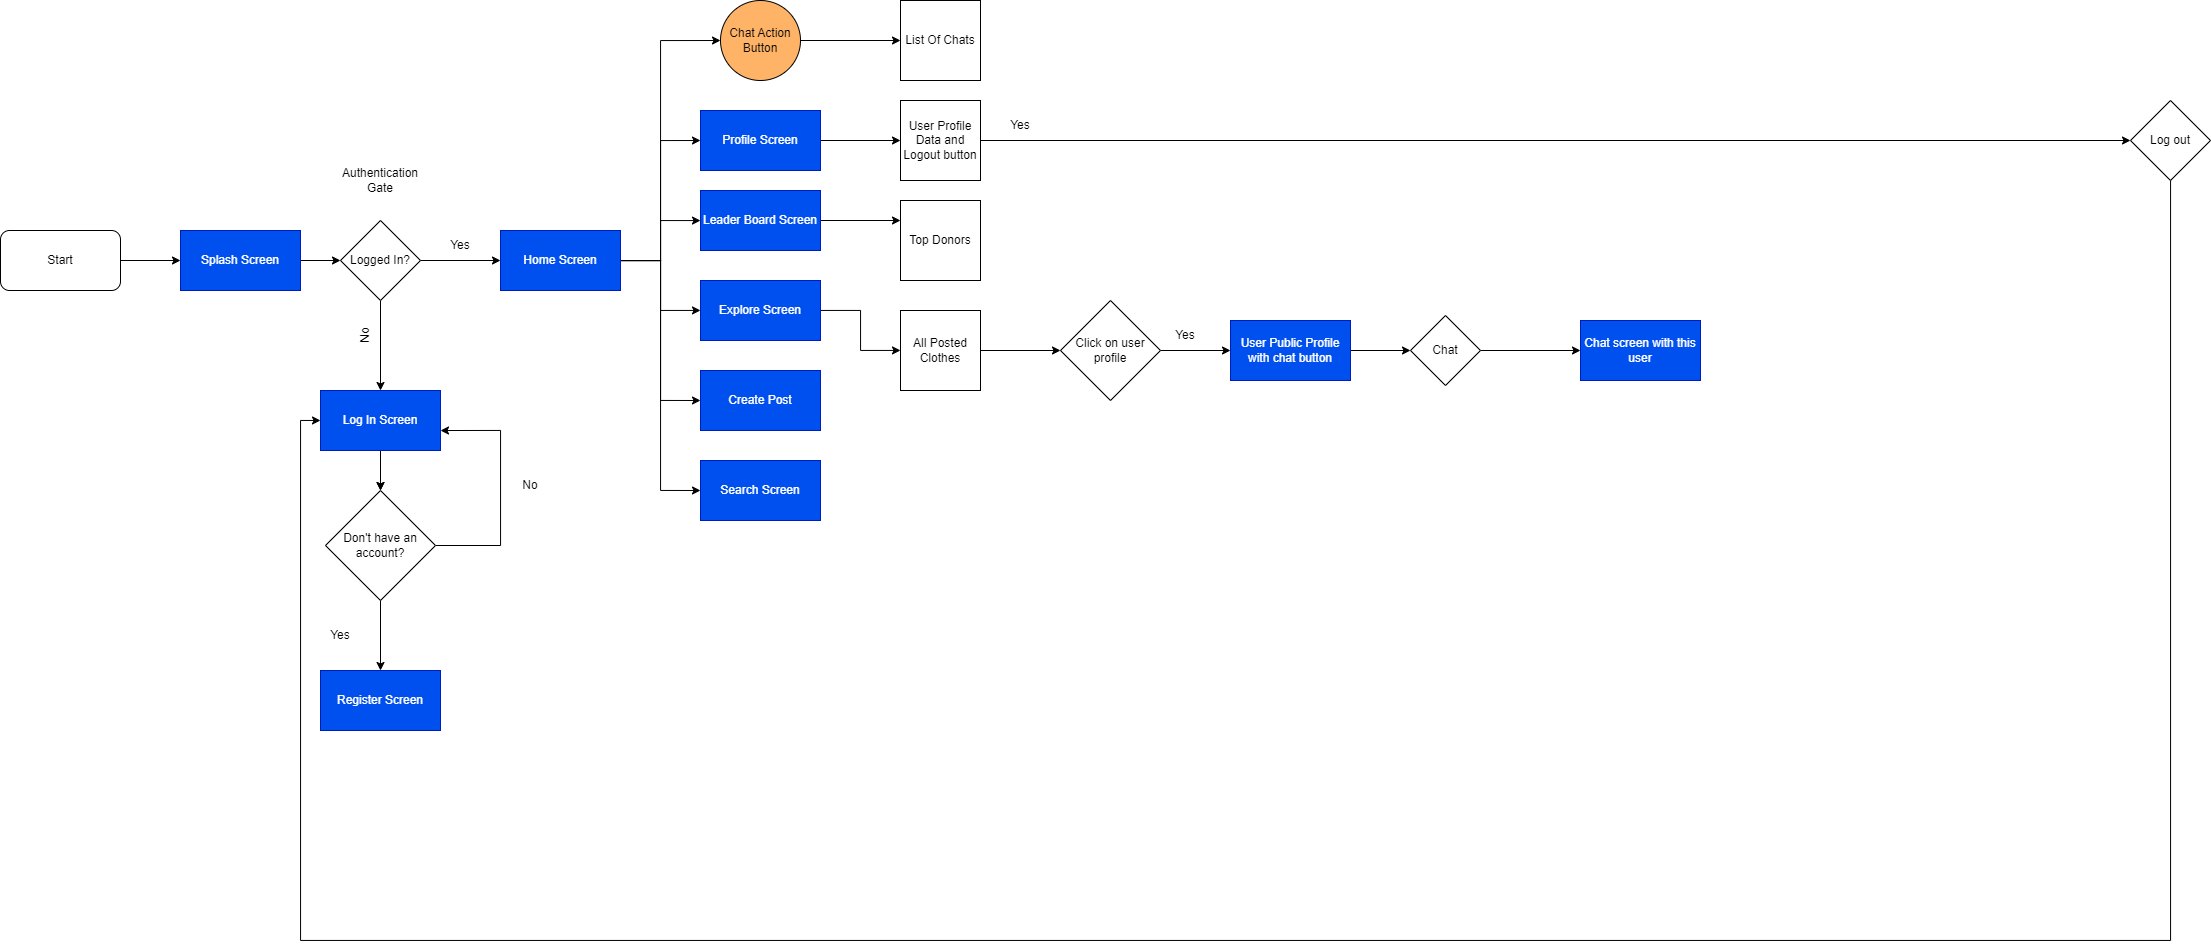 Chat Action
Button
List Of Chats
Profile Screen
User Profile
Data and
Logout button
Yes
Log out
Authentication
Gate
Leader Board Screen
Top Donors
Start
Splash Screen
Logged In?
Yes
Home Screen
No
Explore Screen
All Posted
Clothes
Click on user
profile
Yes
User Public Profile
with chat button
Chat
Chat screen with this
user
Create Post
Log In Screen
Search Screen
No
Don't have an
account?
Yes
Register Screen